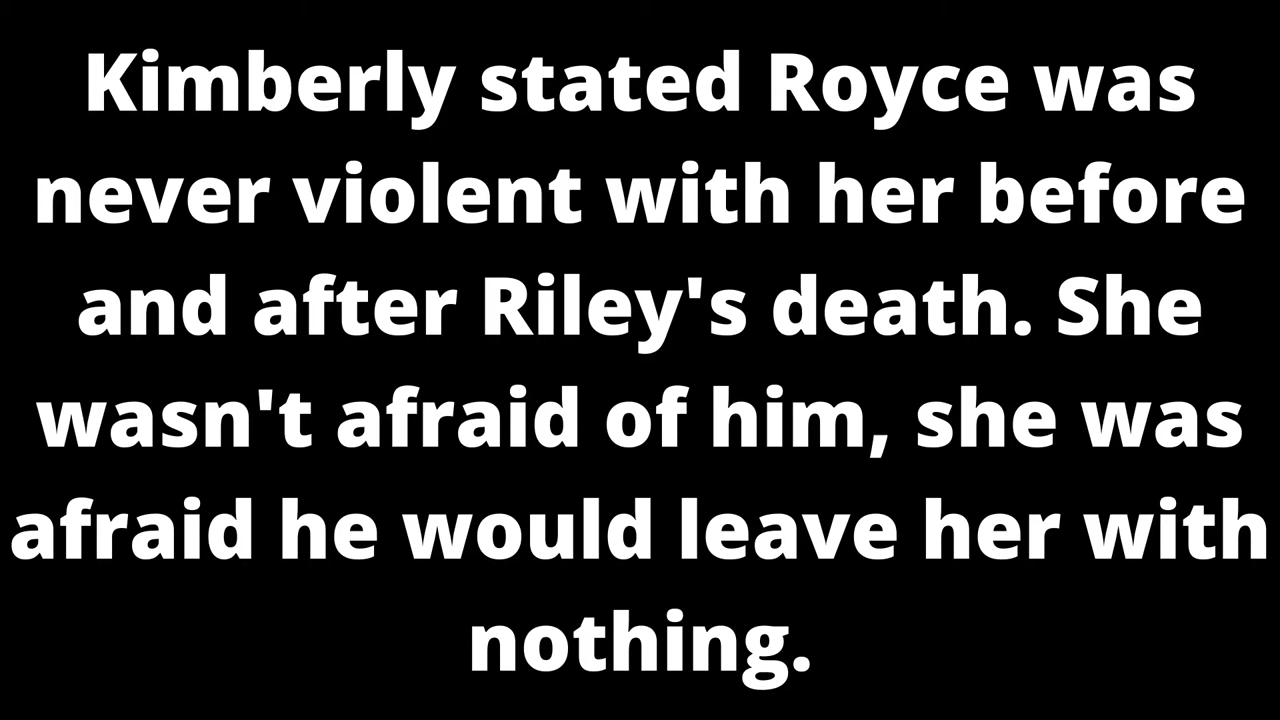 Kimberly stated Royce was
never violent with her before
and after Riley's death. She
wasn't afraid of him, she was
afraid he would leave her with
nothing.